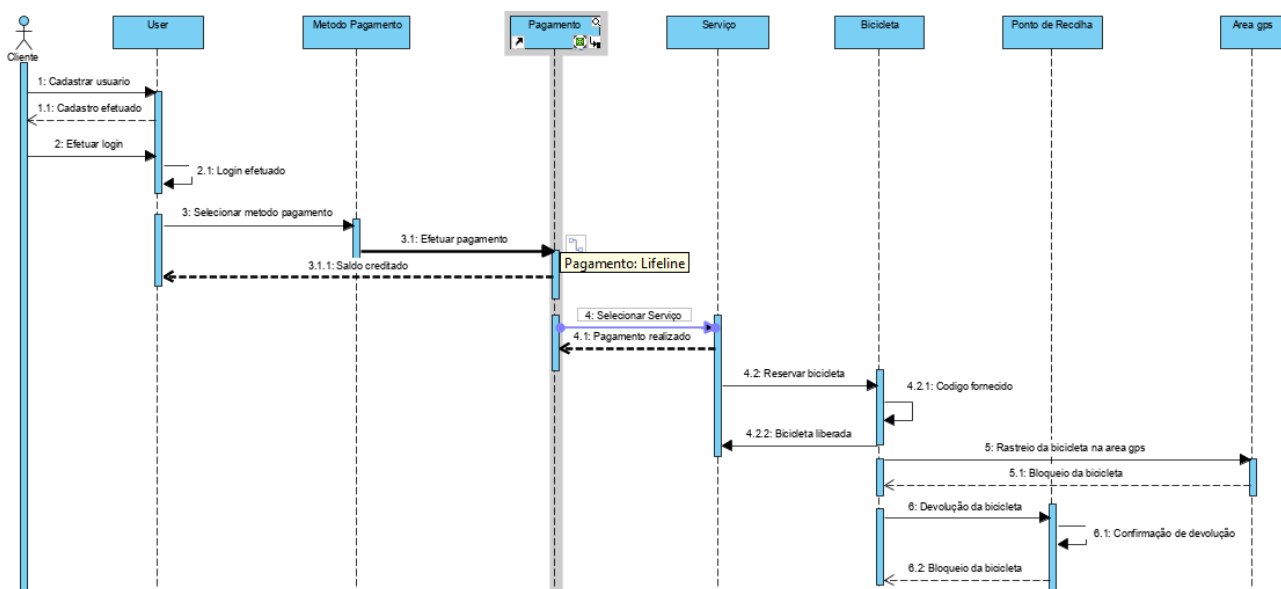 User
Metodo Pagamento
Pagamento
Serviço
Bicicleta
Ponto de Recolha
Area gps
Cliente
1: Cadastrar usuario
1.1: Cadastro efetuado
2: Efetuar login
2.1: Login efetuado
3: Selecionar metodo pagamento
3.1: Efetuar pagamento
Pagamento: Lifeline
3.1.1: Saldo creditado
4: Selecionar Serviço
4.1: Pagamento realizado
4.2: Reservar bicicleta
4.2.1: Codigo fornecido
4.2.2: Bicicleta liberada
5: Rastreio da bicicleta na area gps
5.1: Bloqueio da bicicleta
6: Devolução da bicicleta
6.1: Confirmação de devolução
6.2: Bloqueio da bicicleta